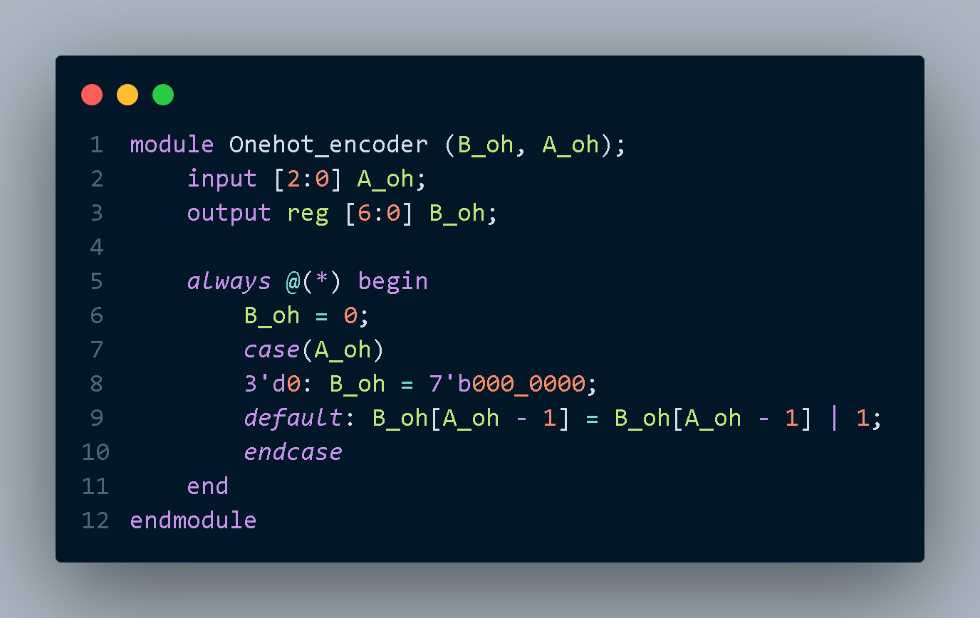 1 module Onehot_encoder (B_oh, A_oh);
2     input [2:0] A_oh;
3     output reg [6:0] B_oh;
4
5     always @(*) begin
6         B_oh = 0;
7         case(A_oh)
8         3'd0: B_oh = 7'b000_0000;
9         default: B_oh[A_oh - 1] = B_oh[A_oh - 1] | 1;
10         endcase
11     end
12 endmodule